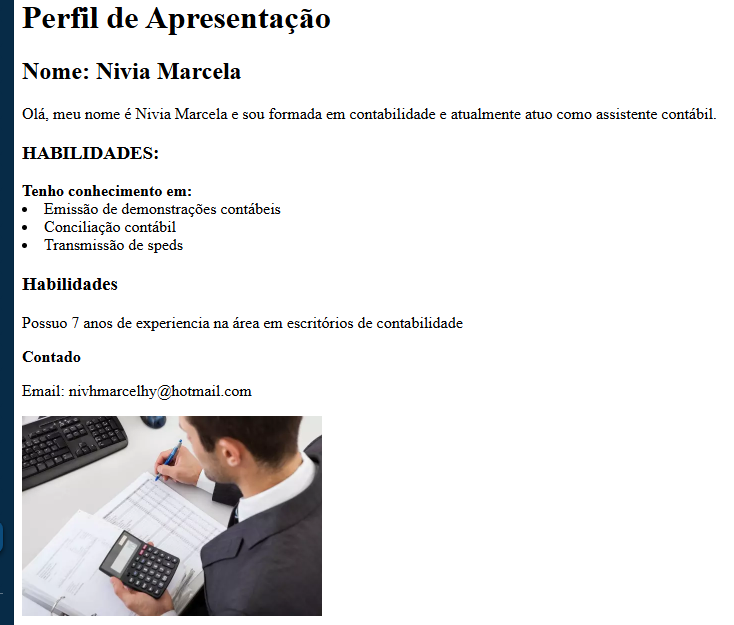 Perfil de Apresentação
Nome: Nivia Marcela
Olá, meu nome é Nivia Marcela e sou formada em contabilidade e atualmente atuo como assistente contábil.
HABILIDADES:
Tenho conhecimento em:
• Emissão de demonstrações contábeis
• Conciliação contábil
• Transmissão de speds
Habilidades
Possuo 7 anos de experiencia na área em escritórios de contabilidade
Contado
Email: nivhmarcelhy@hotmail.com